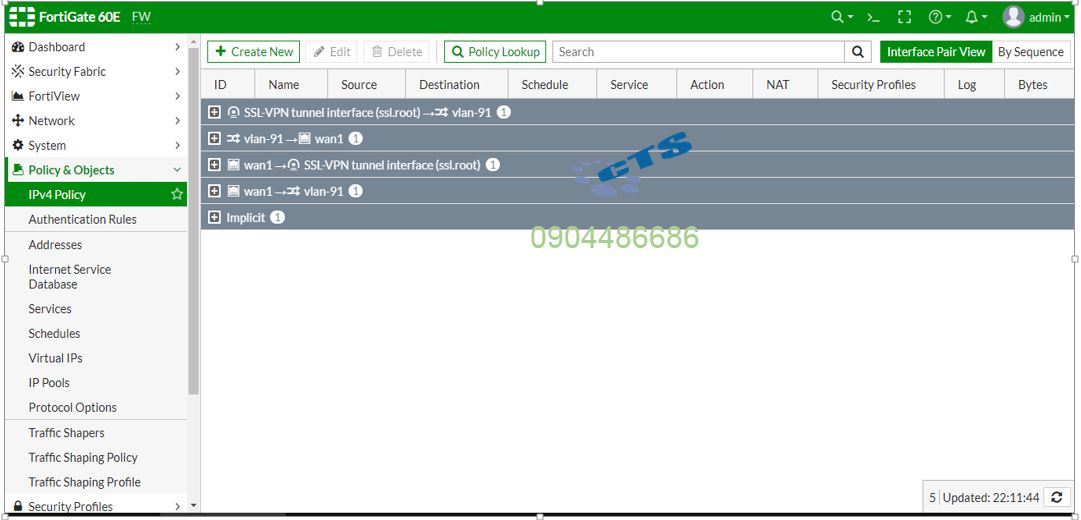 FortiGate 60E FW admin
Dashboard
Security Fabric
FortiView
Network
System
Policy & Objects
IPv4 Policy
Authentication Rules
Addresses
Internet Service
Database
Services
Schedules
Virtual IPs
IP Pools
Protocol Options
Traffic Shapers
Traffic Shaping Policy
Traffic Shaping Profile
Security Profiles
+ Create New Edit Delete Policy Lookup Search Interface Pair View By Sequence
ID Name Source Destination Schedule Service Action NAT Security Profiles Log Bytes
SSL-VPN tunnel interface (ssl.root) → vlan-91 1
vlan-91 → wan1 1
wan1 → SSL-VPN tunnel interface (ssl.root) 1
wan1 → vlan-91 1
Implicit 1
CTS
0904486686
5 Updated: 22:11:44